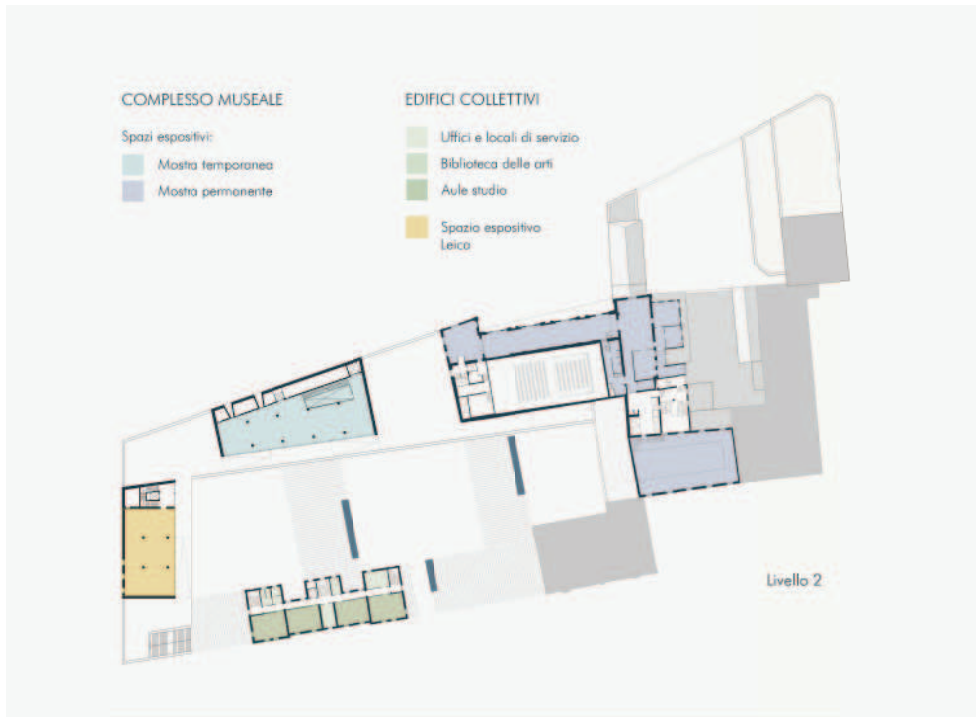 COMPLESSO MUSEALE
Spazi espositivi:
Mostra temporanea
Mostra permanente
EDIFICI COLLETTIVI
Uffici e locali di servizio
Biblioteca delle arti
Aule studio
Spazio espositivo
Leica
Livello 2